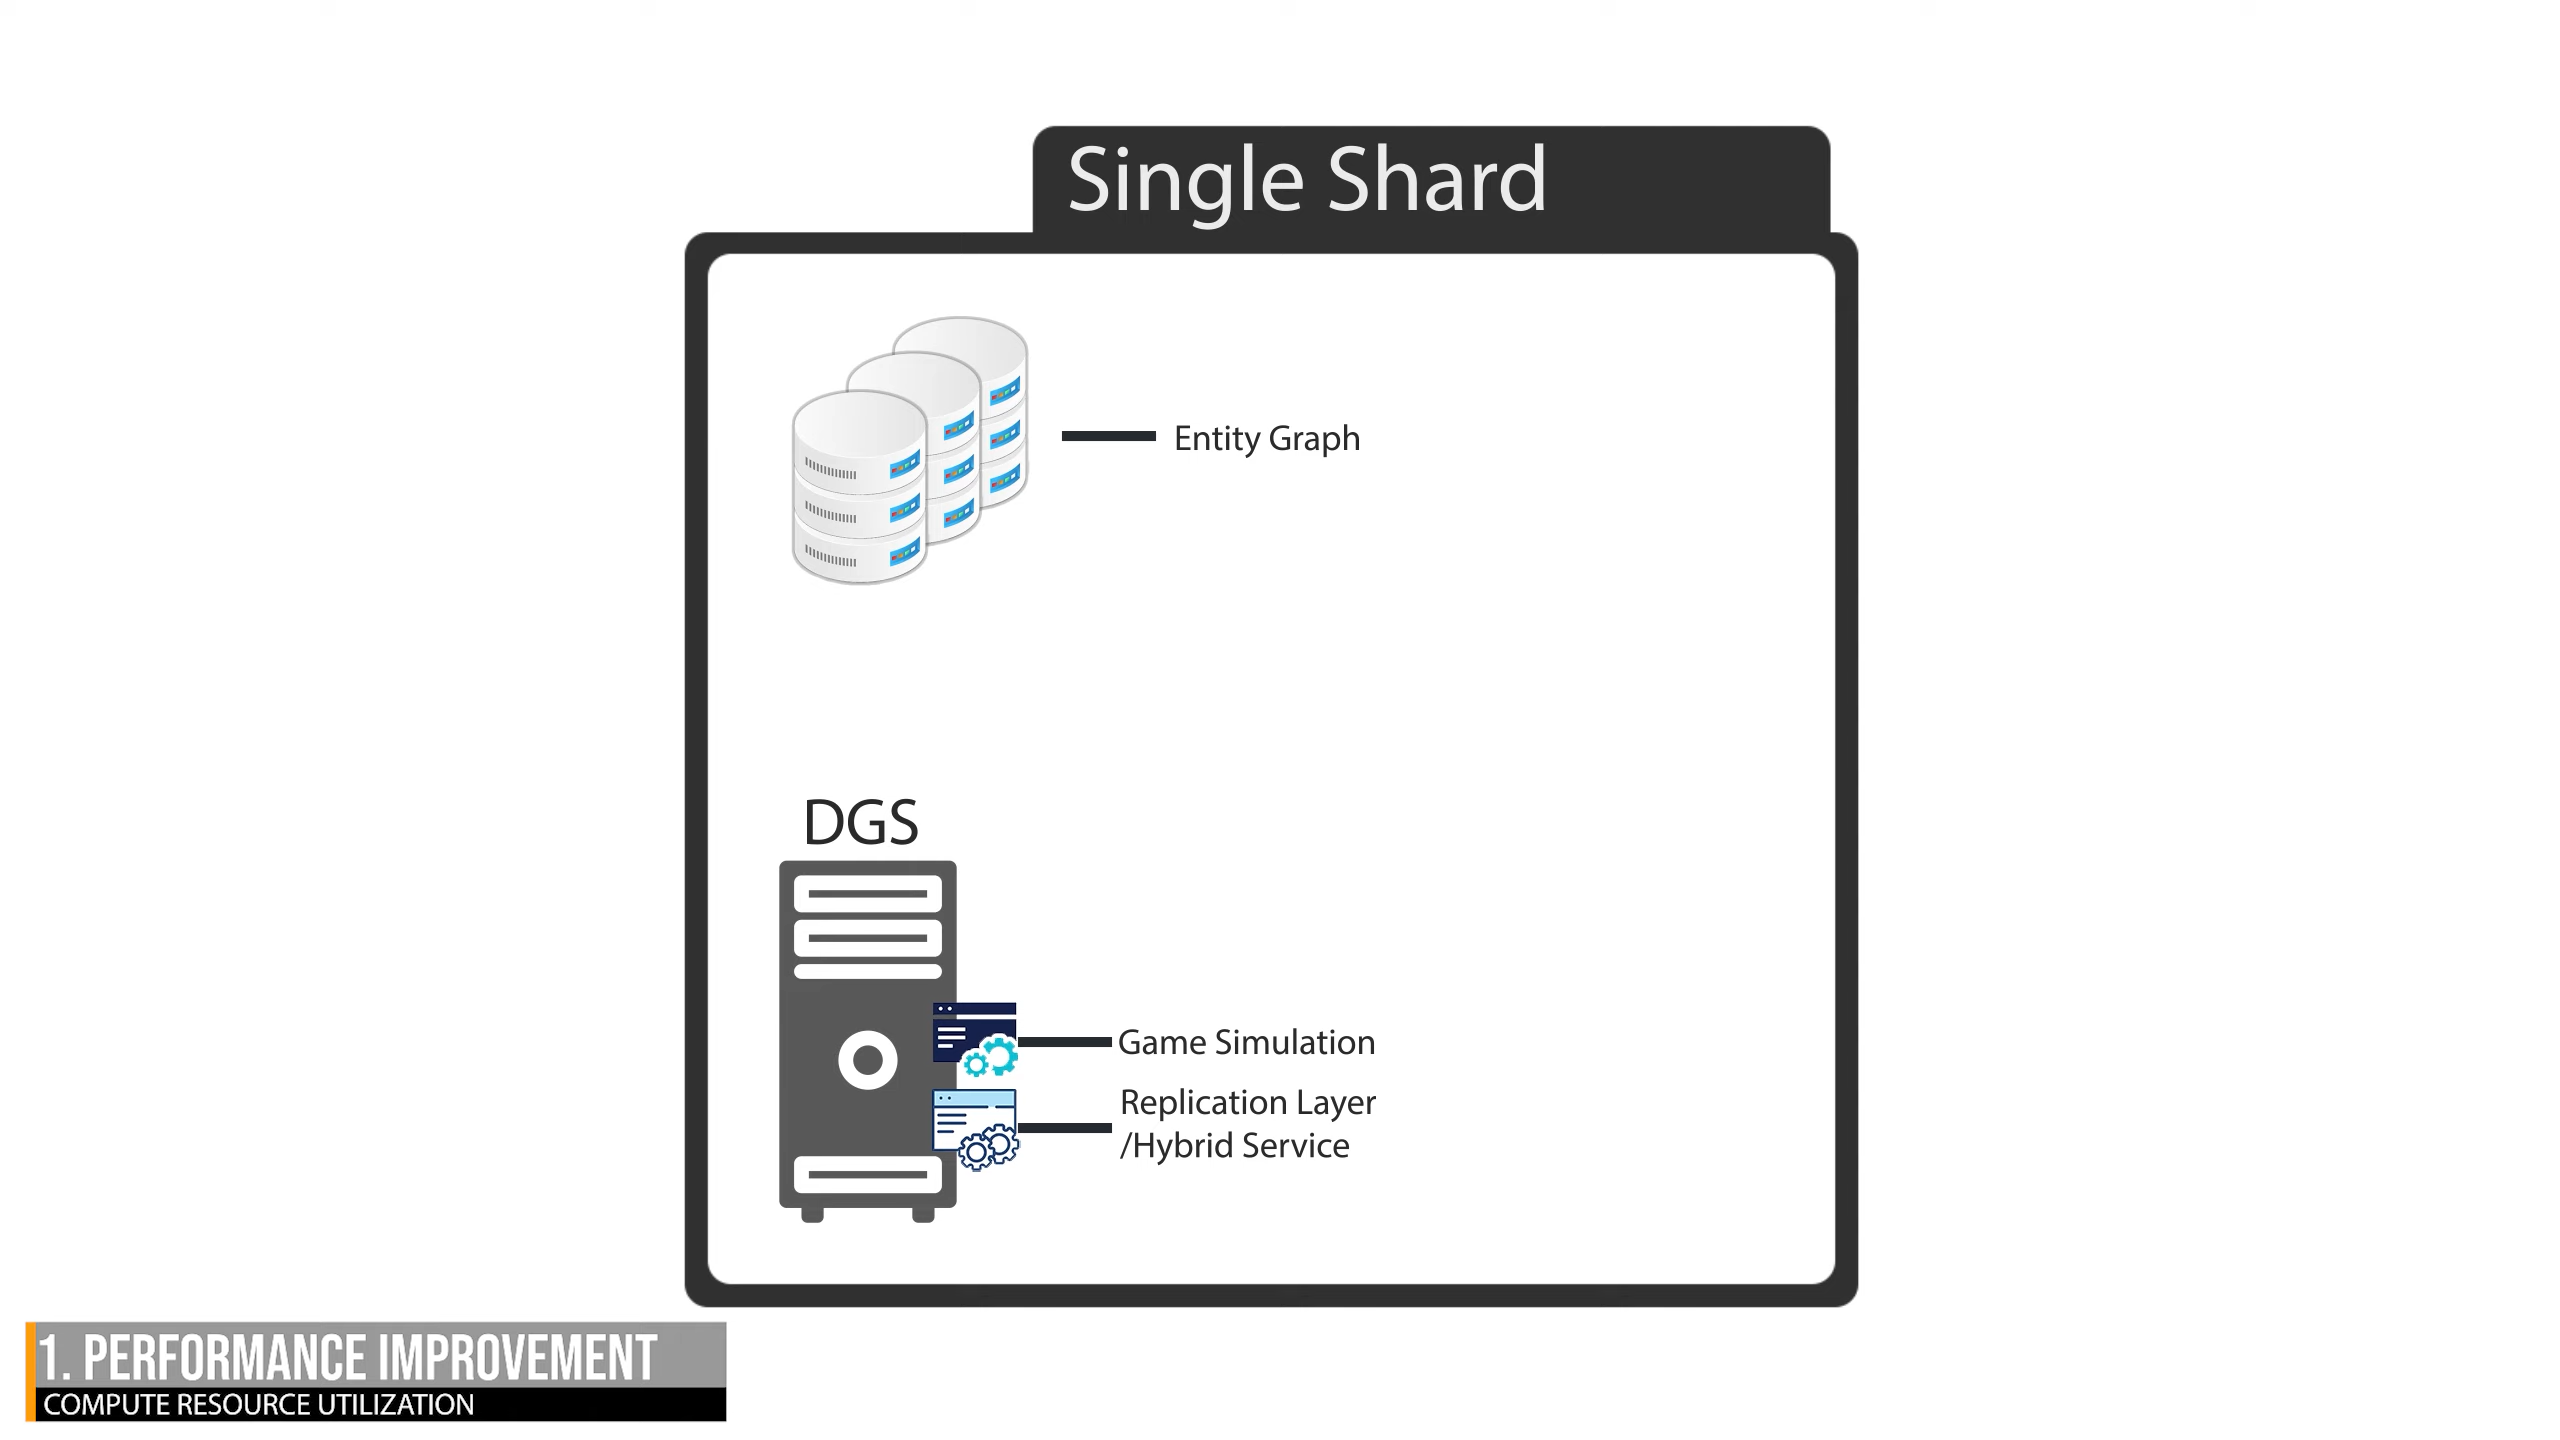 Single Shard
Entity Graph
DGS
Game Simulation
Replication Layer
/Hybrid Service
1. PERFORMANCE IMPROVEMENT
COMPUTE RESOURCE UTILIZATION